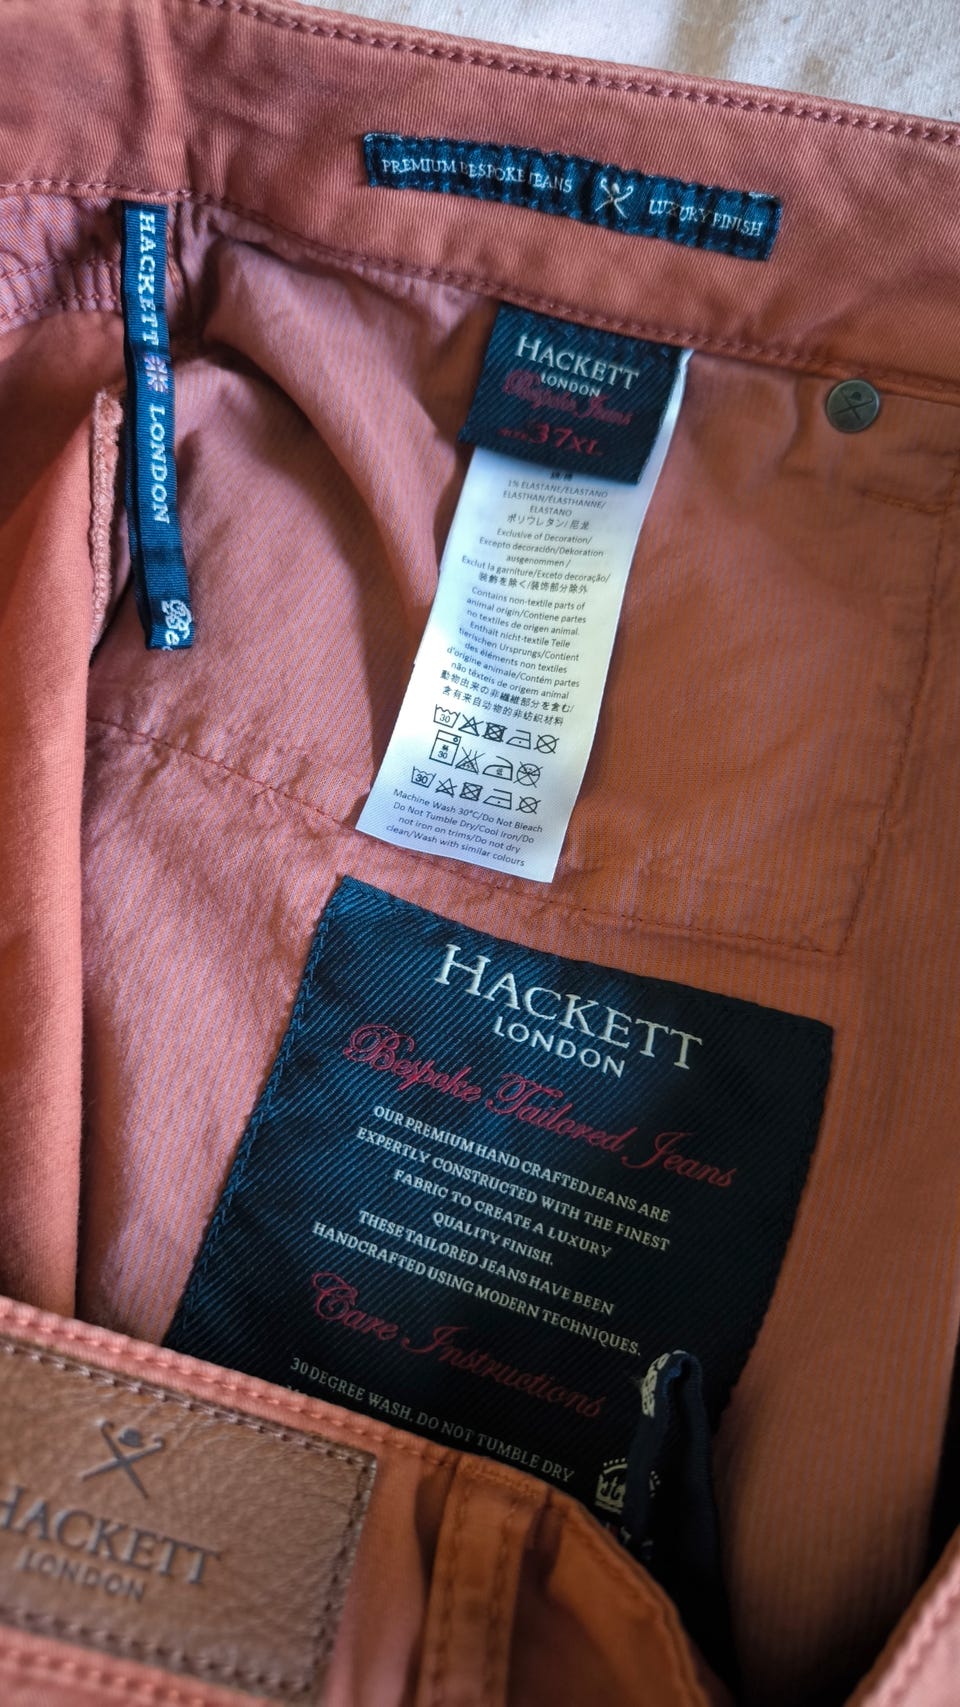 PREMIUM BESPOKE JEANS LUXURY FINISH
HACKETT LONDON
HACKETT
LONDON
Bespoke Jeans
37XL
1% ELASTANE/ELASTANO
ELASTHAN/ÉLASTHANNE/
ELASTANO
ポリウレタン/尼龙
Exclusive of Decoration/
Excepto decoración/Dekoration
ausgenommen/
Exclut la garniture/Exceto decoração/
装飾を除く/装饰部分除外
Contains non-textile parts of
animal origin/Contiene partes
no textiles de origen animal.
Enthält nicht-textile Teile
tierischen Ursprungs/Contient
des éléments non textiles
d'origine animale/Contém partes
não têxteis de origem animal
動物由来の非繊維部分を含む/
含有来自动物的非纺织材料
30
30
30
Machine Wash 30°C/Do Not Bleach
Do Not Tumble Dry/Cool Iron/Do
not iron on trims/Do not dry
clean/Wash with similar colours
HACKETT
LONDON
Bespoke Tailored Jeans
OUR PREMIUM HAND CRAFTED JEANS ARE
EXPERTLY CONSTRUCTED WITH THE FINEST
FABRIC TO CREATE A LUXURY
QUALITY FINISH.
THESE TAILORED JEANS HAVE BEEN
HANDCRAFTED USING MODERN TECHNIQUES.
Care Instructions
30 DEGREE WASH, DO NOT TUMBLE DRY
HACKETT
LONDON